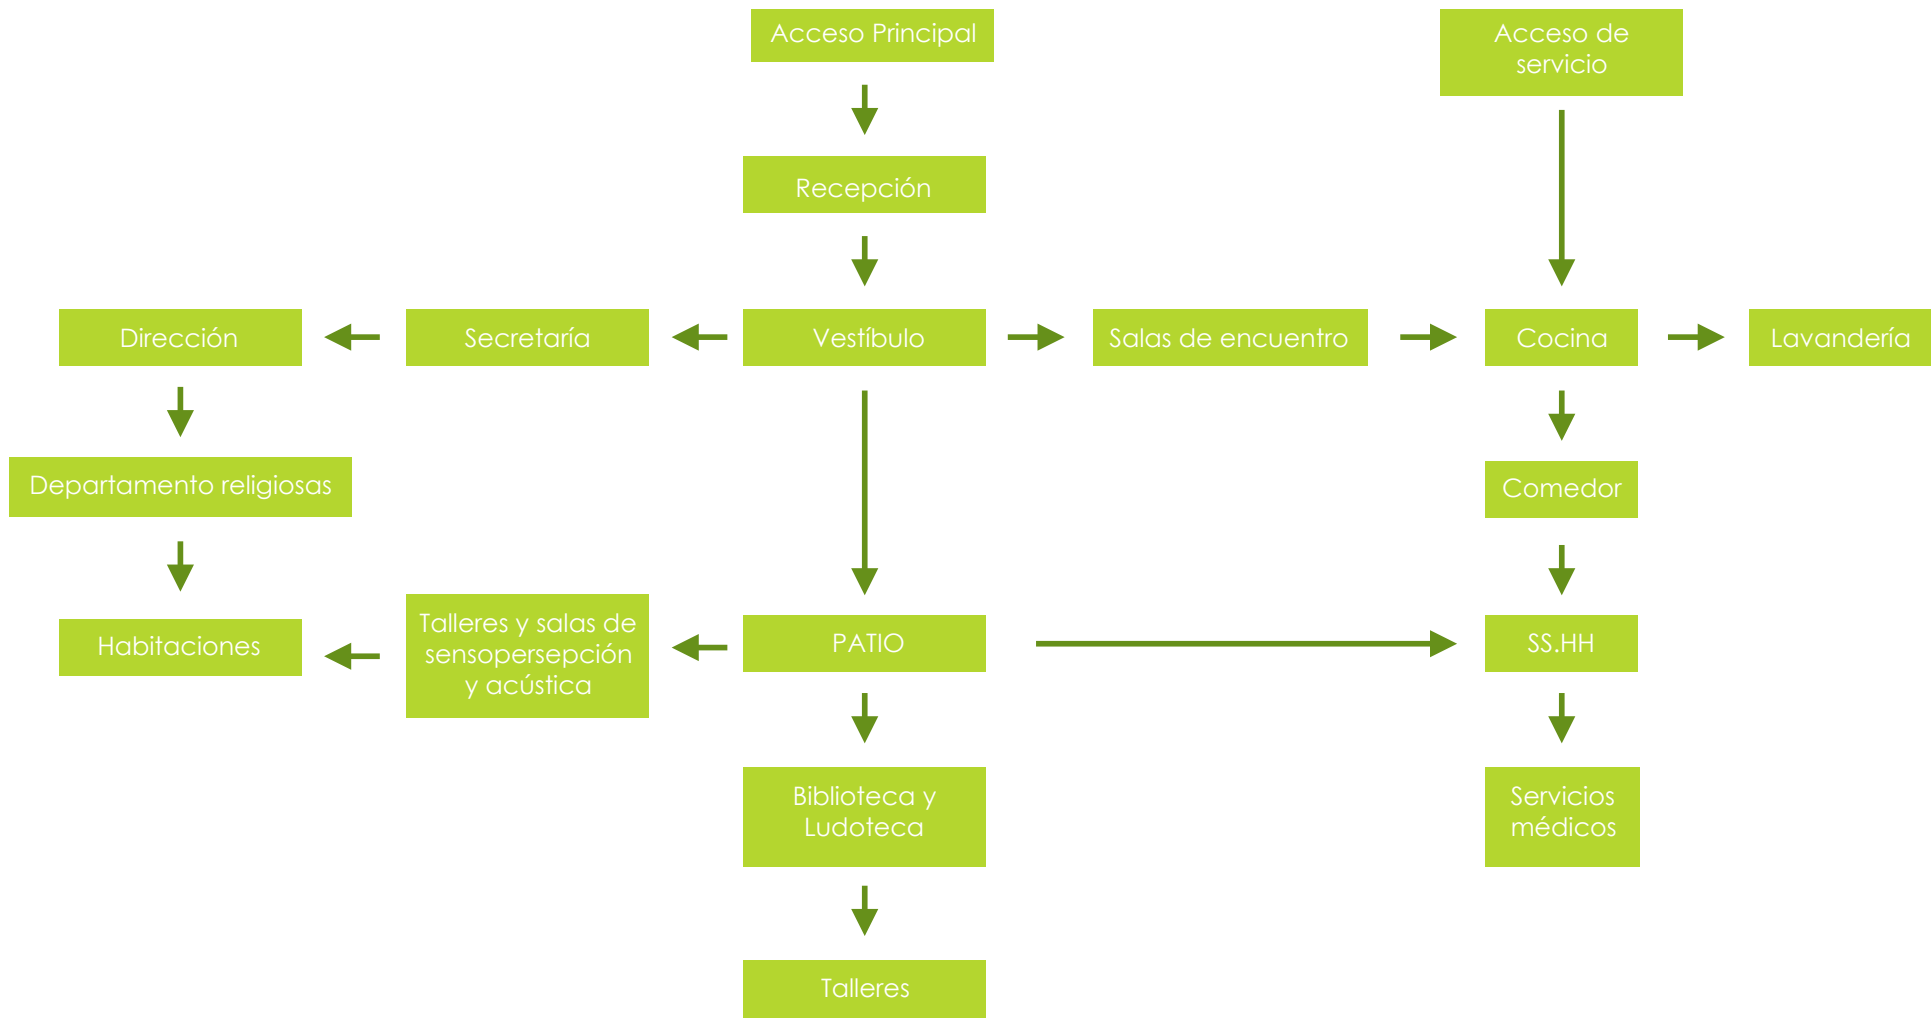 Acceso Principal
Acceso de
servicio
Recepción
Dirección
Secretaría
Vestíbulo
Salas de encuentro
Cocina
Lavandería
Departamento religiosas
Comedor
Habitaciones
Talleres y salas de
sensopersepción
y acústica
PATIO
SS.HH
Biblioteca y
Ludoteca
Servicios
médicos
Talleres